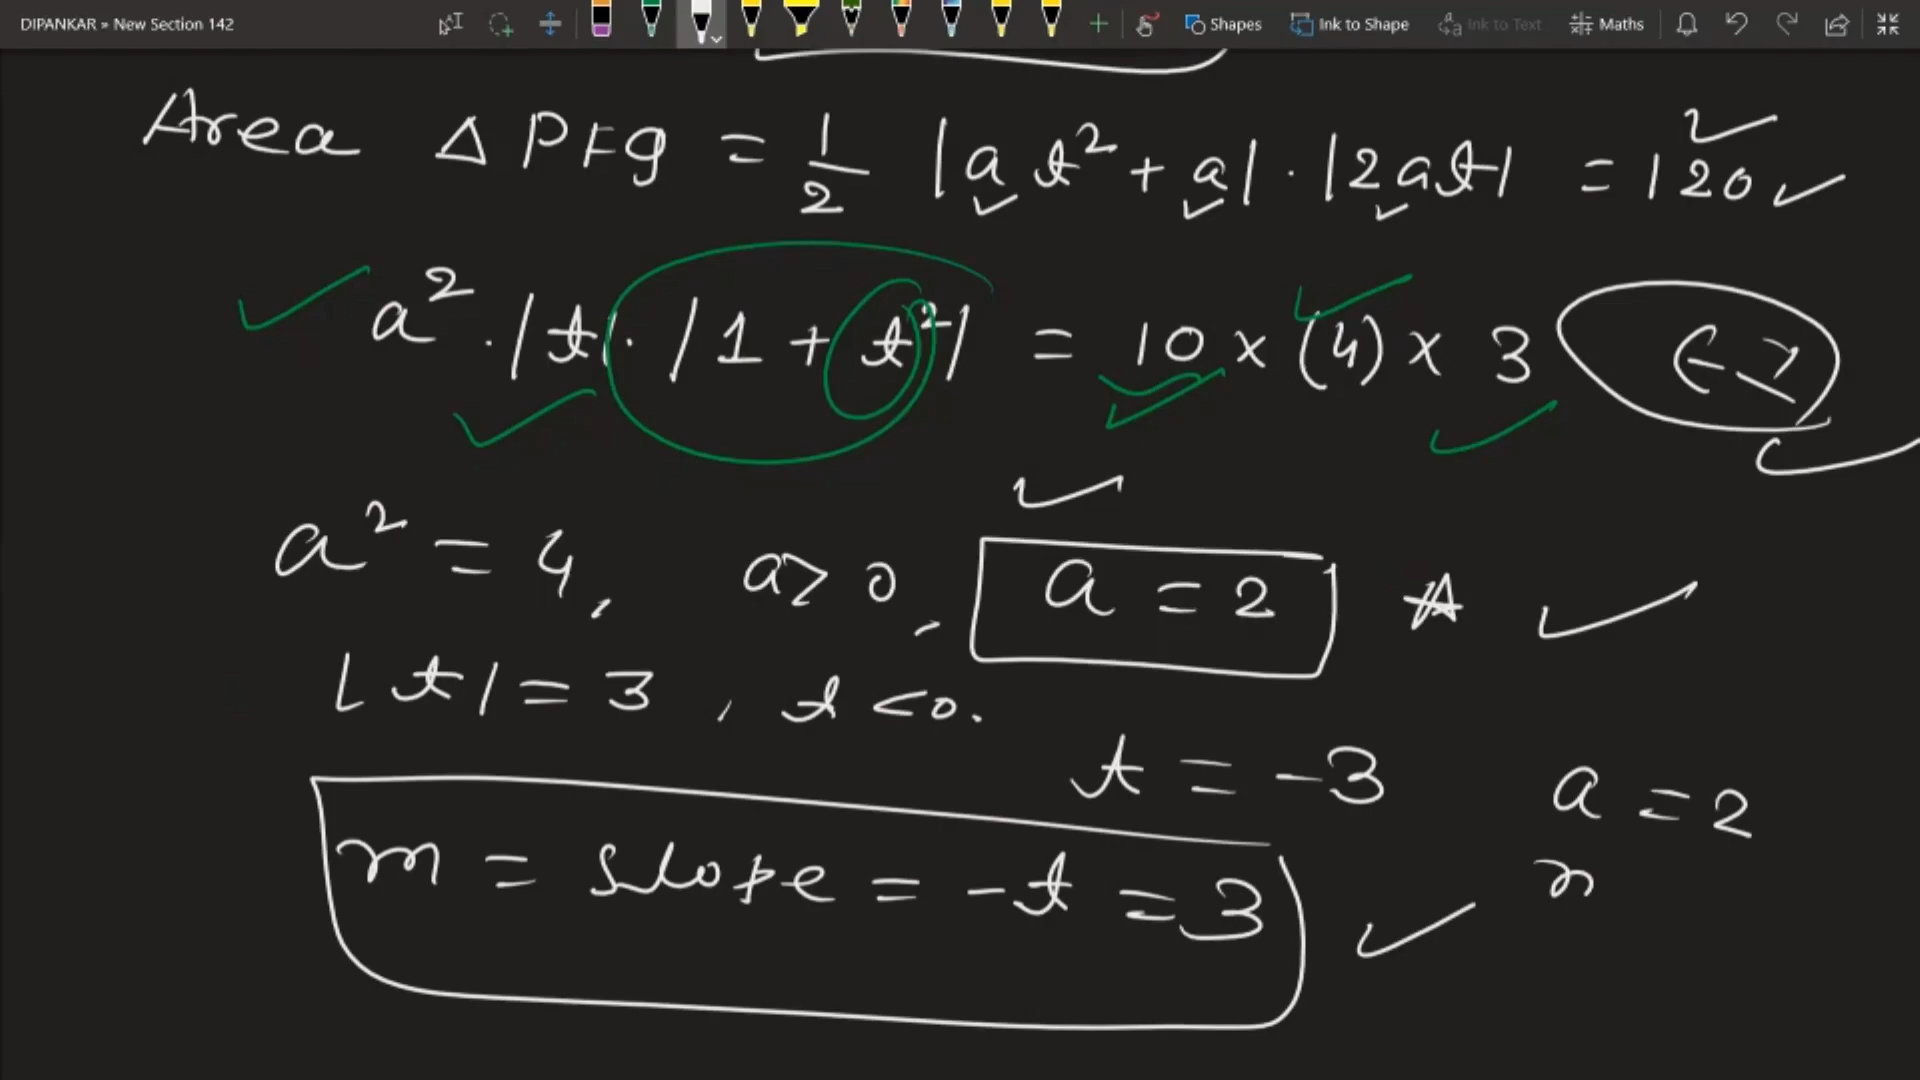 DIPANKAR » New Section 142 Shapes Ink to Shape Ink to Text Maths
Area Δ PFg = 1/2 |at² + a| · |2at| = 120
a² · |t| · |1 + t²| = 10 × (4) × 3
a² = 4, a > 0, a = 2
|t| = 3, t < 0.
t = -3
a = 2
m = slope = -t = 3